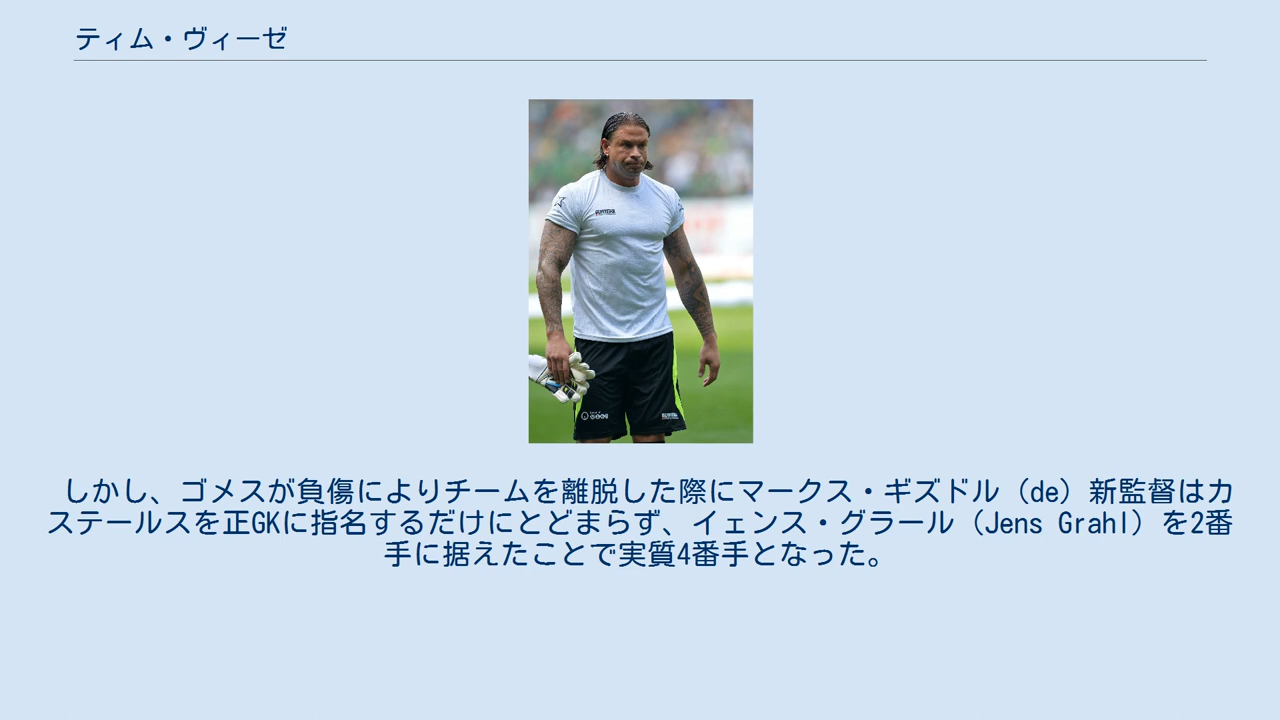 ティム・ヴィーゼ
しかし、ゴメスが負傷によりチームを離脱した際にマークス・ギズドル（de）新監督はカ
ステールスを正GKに指名するだけにとどまらず、イェンス・グラール（Jens Grahl）を2番
手に据えたことで実質4番手となった。